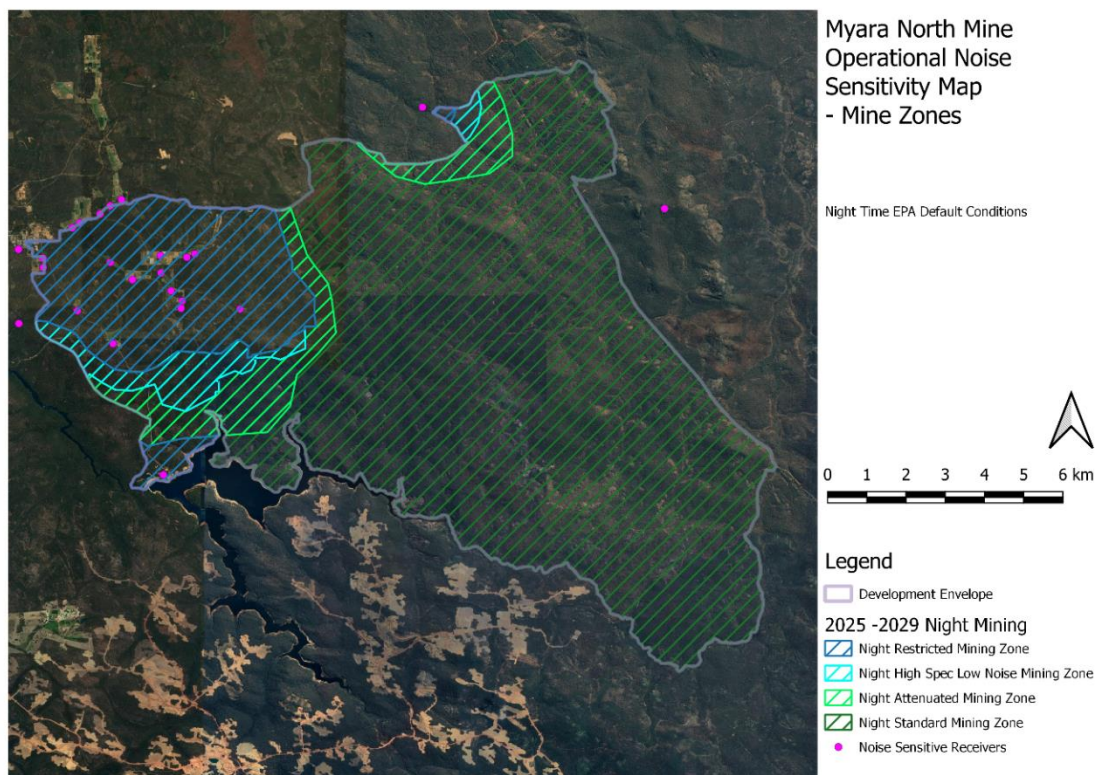 Myara North Mine
Operational Noise
Sensitivity Map
- Mine Zones
Night Time EPA Default Conditions
0 1 2 3 4 5 6 km
Legend
Development Envelope
2025 -2029 Night Mining
Night Restricted Mining Zone
Night High Spec Low Noise Mining Zone
Night Attenuated Mining Zone
Night Standard Mining Zone
Noise Sensitive Receivers